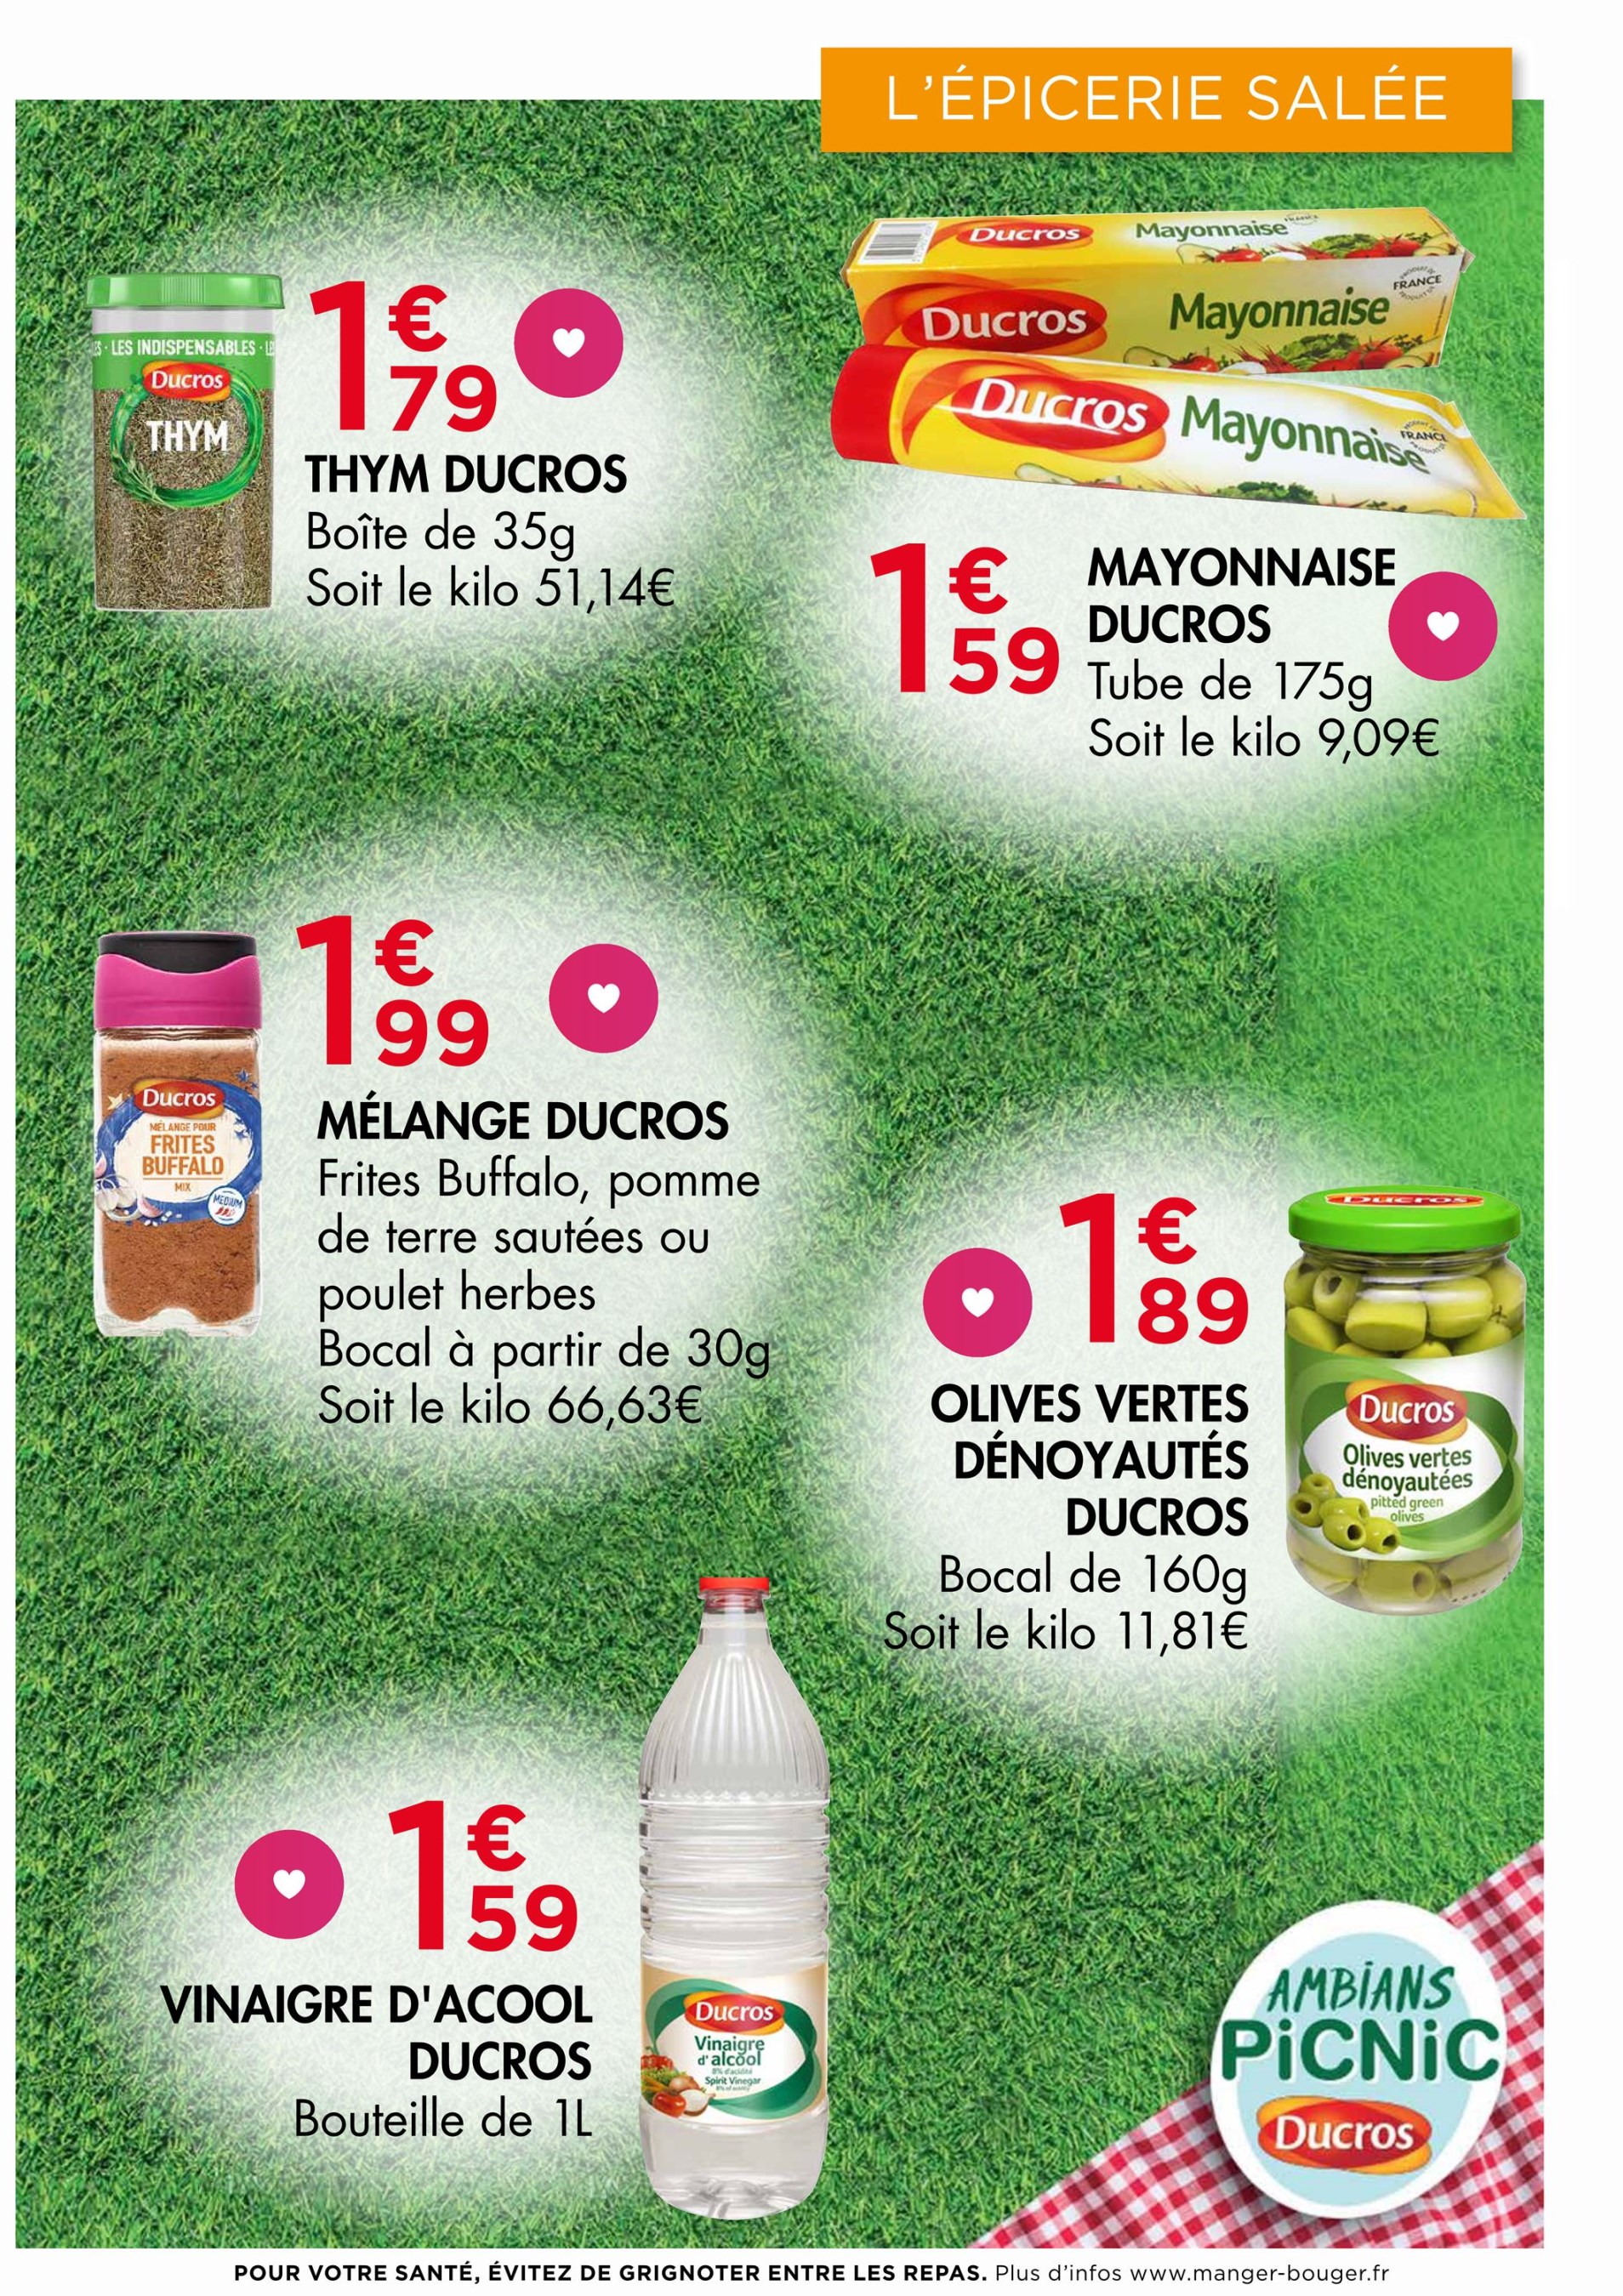 L'ÉPICERIE SALÉE
LES INDISPENSABLES
Ducros
THYM
1€79
THYM DUCROS
Boîte de 35g
Soit le kilo 51,14€
Ducros Mayonnaise
Ducros Mayonnaise
FRANCE
Ducros Mayonnaise
FRANCE
1€59
MAYONNAISE
DUCROS
Tube de 175g
Soit le kilo 9,09€
Ducros
MÉLANGE POUR
FRITES
BUFFALO
MIX
MEDIUM
1€99
MÉLANGE DUCROS
Frites Buffalo, pomme
de terre sautées ou
poulet herbes
Bocal à partir de 30g
Soit le kilo 66,63€
1€89
OLIVES VERTES
DÉNOYAUTÉS
DUCROS
Bocal de 160g
Soit le kilo 11,81€
Ducros
Ducros
Olives vertes
dénoyautées
pitted green
olives
1€59
VINAIGRE D'ACOOL
DUCROS
Bouteille de 1L
Ducros
Vinaigre
d'alcool
8% d'acidité
Spirit Vinegar
AMBiANS
PiCNiC
Ducros
POUR VOTRE SANTÉ, ÉVITEZ DE GRIGNOTER ENTRE LES REPAS. Plus d'infos www.manger-bouger.fr